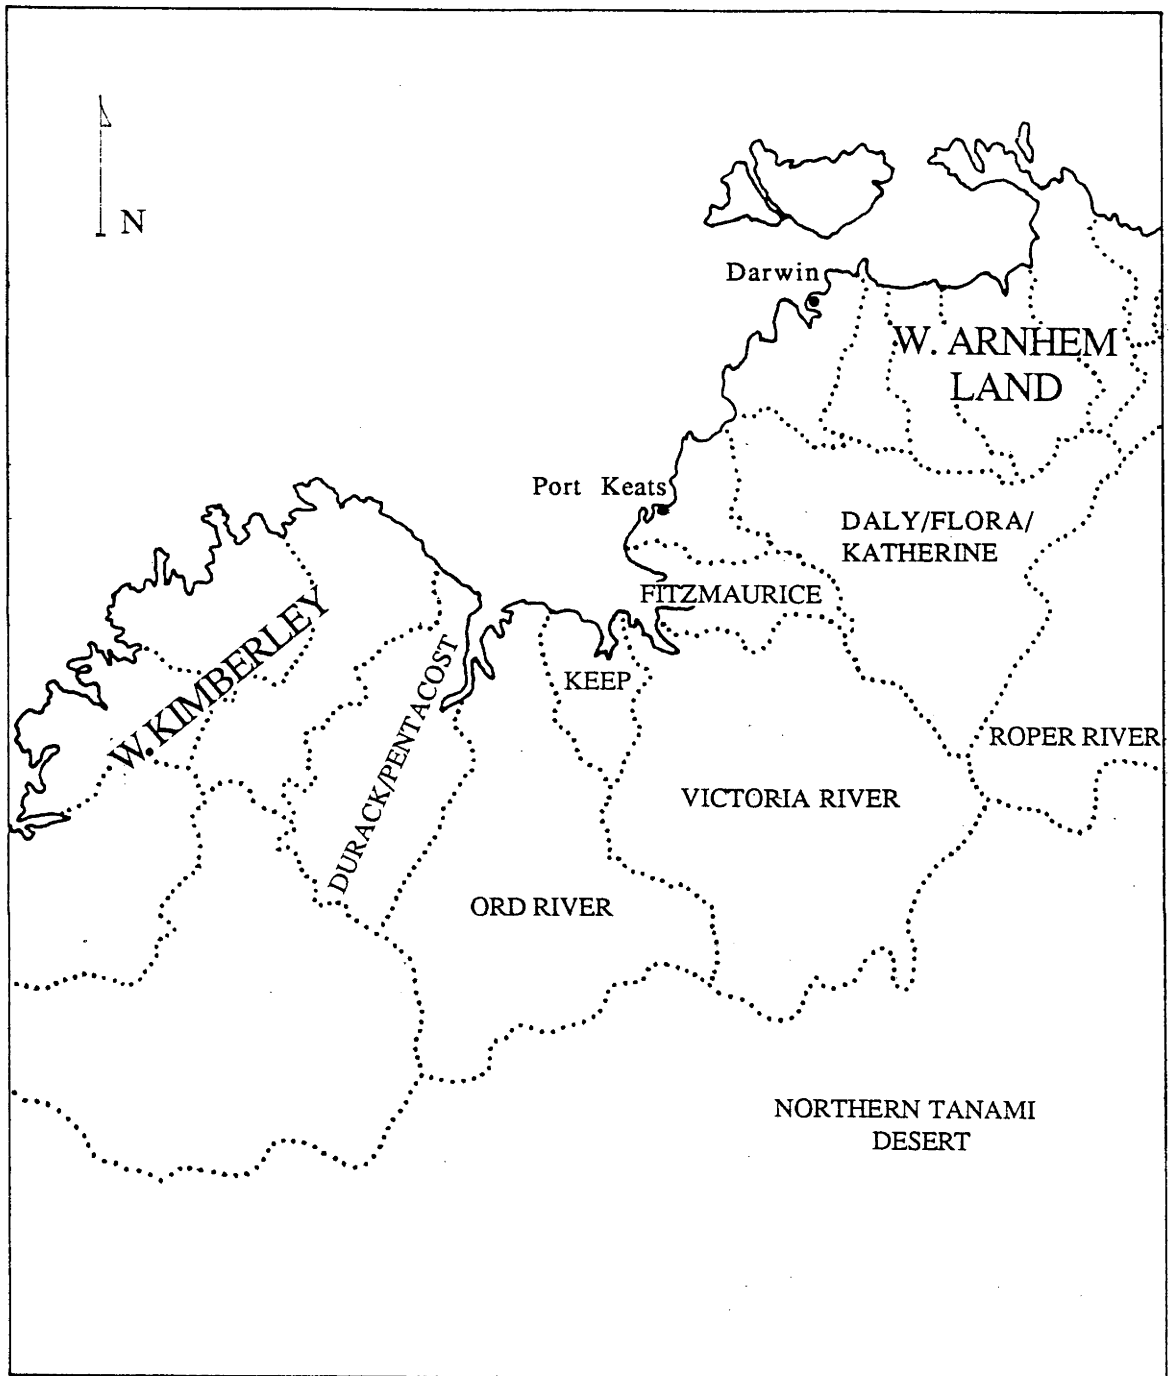 N
Darwin
W. ARNHEM
LAND
Port Keats
DALY/FLORA/
KATHERINE
FITZMAURICE
W. KIMBERLEY
KEEP
DURACK/PENTACOST
ROPER RIVER
VICTORIA RIVER
ORD RIVER
NORTHERN TANAMI
DESERT